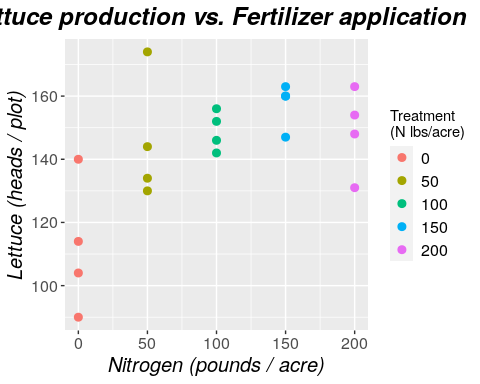 ttuce production vs. Fertilizer application
Lettuce (heads / plot)
160
140
120
100
0 50 100 150 200
Nitrogen (pounds / acre)
Treatment
(N lbs/acre)
0
50
100
150
200